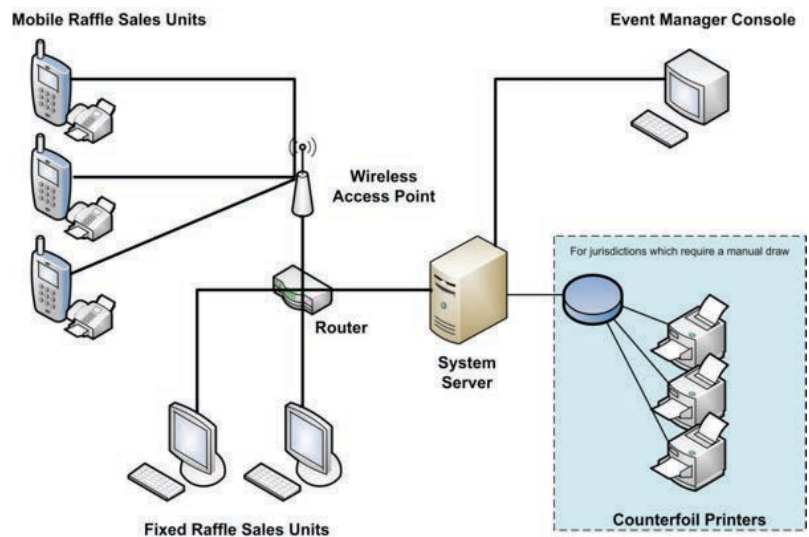 Mobile Raffle Sales Units
Event Manager Console
Wireless
Access Point
For jurisdictions which require a manual draw
Router
System
Server
Fixed Raffle Sales Units
Counterfoil Printers